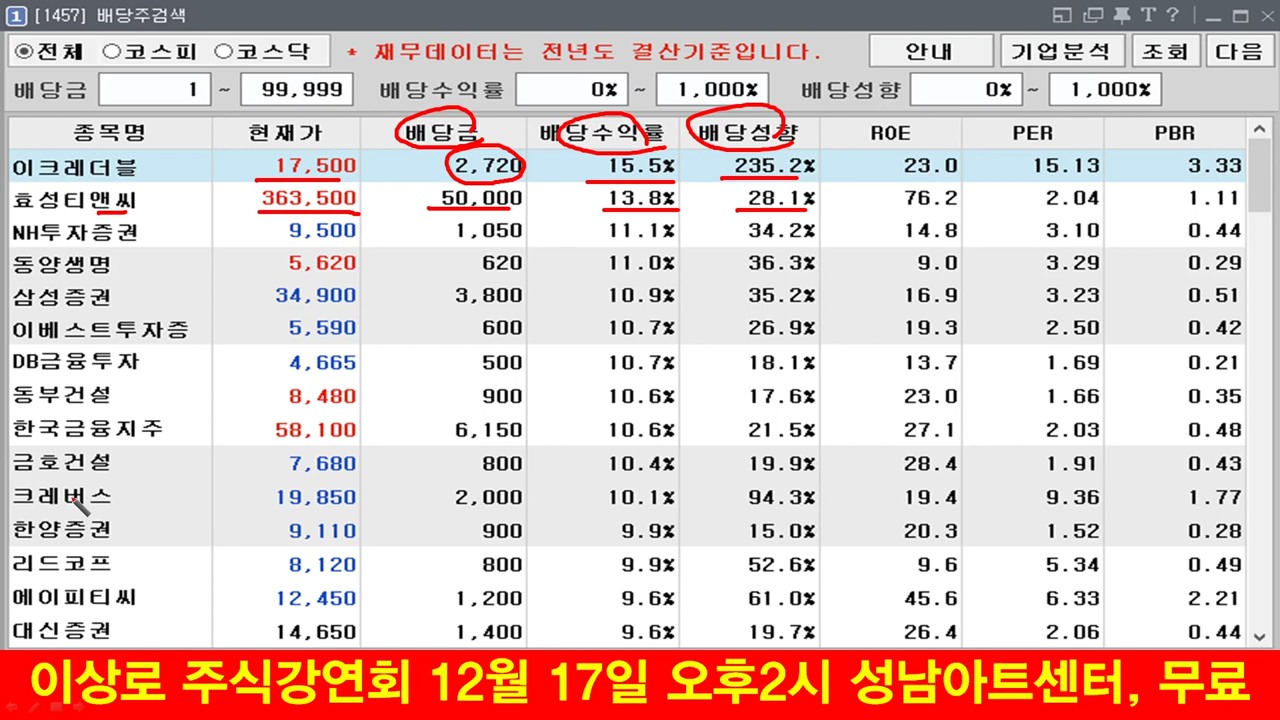 1 [1457] 배당주검색
전체 코스피 코스닥 * 재무데이터는 전년도 결산기준입니다. 안내 기업분석 조회 다음
배당금 1 ~ 99,999 배당수익률 0% ~ 1,000% 배당성향 0% ~ 1,000%
종목명 현재가 배당금 배당수익률 배당성향 ROE PER PBR
이크레더블 17,500 2,720 15.5% 235.2% 23.0 15.13 3.33
효성티앤씨 363,500 50,000 13.8% 28.1% 76.2 2.04 1.11
NH투자증권 9,500 1,050 11.1% 34.2% 14.8 3.10 0.44
동양생명 5,620 620 11.0% 36.3% 9.0 3.29 0.29
삼성증권 34,900 3,800 10.9% 35.2% 16.9 3.23 0.51
이베스트투자증 5,590 600 10.7% 26.9% 19.3 2.50 0.42
DB금융투자 4,665 500 10.7% 18.1% 13.7 1.69 0.21
동부건설 8,480 900 10.6% 17.6% 23.0 1.66 0.35
한국금융지주 58,100 6,150 10.6% 21.5% 27.1 2.03 0.48
금호건설 7,680 800 10.4% 19.9% 28.4 1.91 0.43
크레버스 19,850 2,000 10.1% 94.3% 19.4 9.36 1.77
한양증권 9,110 900 9.9% 15.0% 20.3 1.52 0.28
리드코프 8,120 800 9.9% 52.6% 9.6 5.34 0.49
에이피티씨 12,450 1,200 9.6% 61.0% 45.6 6.33 2.21
대신증권 14,650 1,400 9.6% 19.7% 26.4 2.06 0.44
이상로 주식강연회 12월 17일 오후2시 성남아트센터, 무료